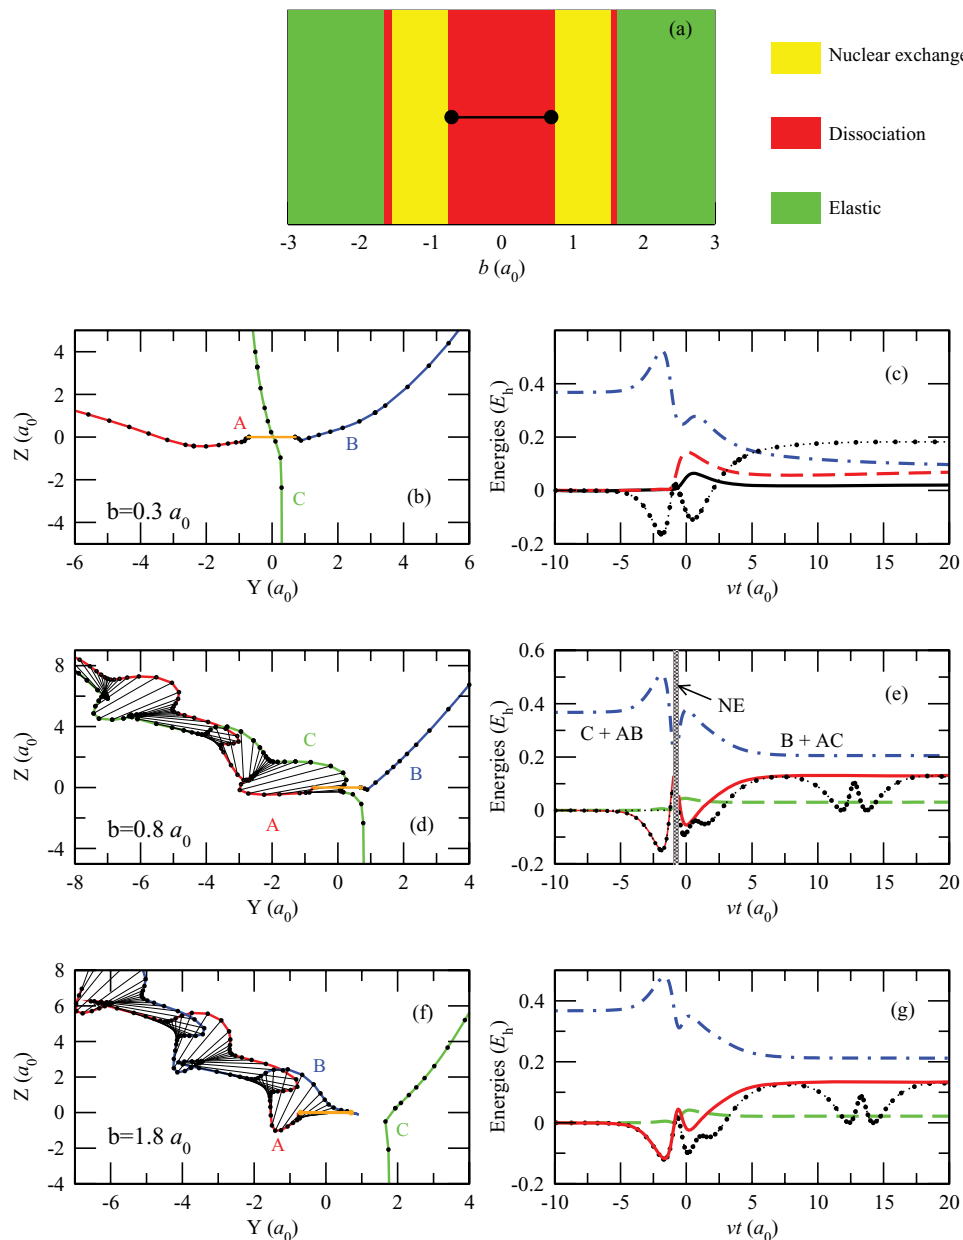 (a)
Nuclear exchange
Dissociation
Elastic
-3 -2 -1 0 1 2 3
b (a0)
4
2
0
-2
-4
Z (a0)
A
B
C
(b)
b=0.3 a0
-6 -4 -2 0 2 4 6
Y (a0)
0.4
0.2
0
-0.2
Energies (Eh)
(c)
-10 -5 0 5 10 15 20
vt (a0)
8
4
0
-4
Z (a0)
C
B
A
(d)
b=0.8 a0
-8 -6 -4 -2 0 2 4
Y (a0)
0.6
0.4
0.2
0
-0.2
Energies (Eh)
(e)
NE
C + AB
B + AC
-10 -5 0 5 10 15 20
vt (a0)
8
6
4
2
0
-2
-4
Z (a0)
(f)
B
A
C
b=1.8 a0
-6 -4 -2 0 2 4
Y (a0)
0.4
0.2
0
-0.2
Energies (Eh)
(g)
-10 -5 0 5 10 15 20
vt (a0)